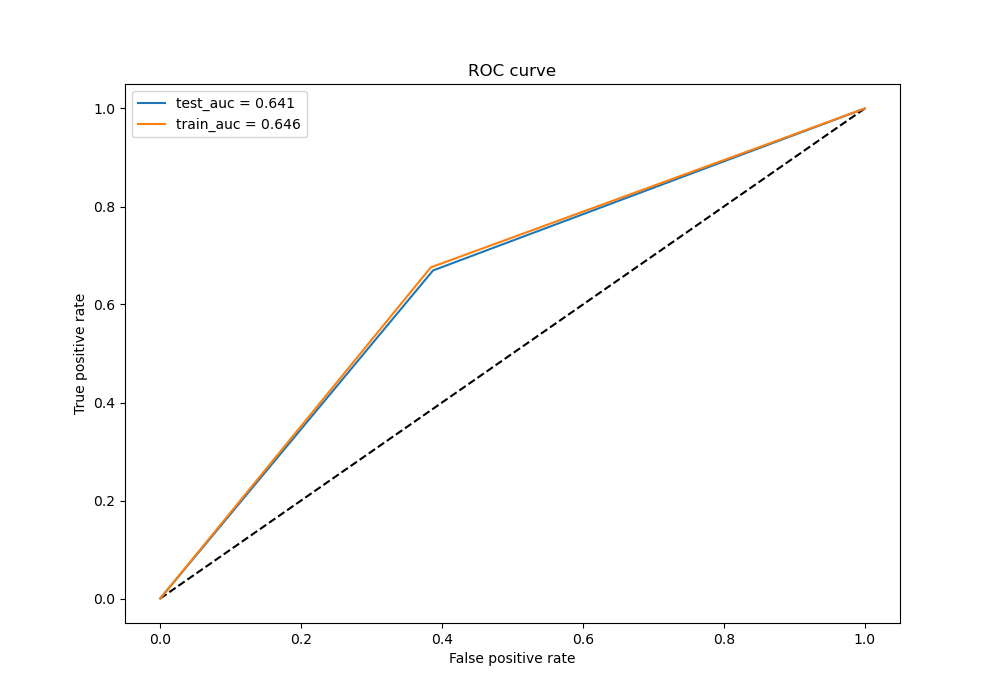 ROC curve
test_auc = 0.641
train_auc = 0.646
True positive rate
1.0
0.8
0.6
0.4
0.2
0.0
0.0 0.2 0.4 0.6 0.8 1.0
False positive rate